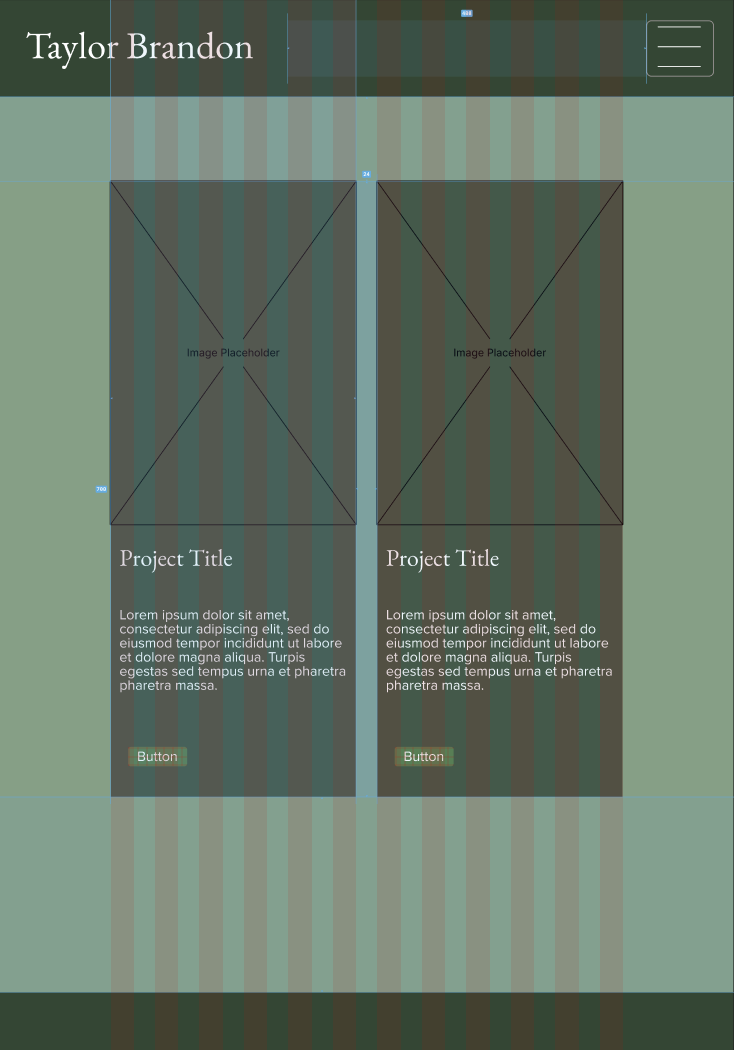 Taylor Brandon
24
Image Placeholder
Image Placeholder
Project Title
Project Title
Lorem ipsum dolor sit amet,
consectetur adipiscing elit, sed do
eiusmod tempor incididunt ut labore
et dolore magna aliqua. Turpis
egestas sed tempus urna et pharetra
pharetra massa.
Lorem ipsum dolor sit amet,
consectetur adipiscing elit, sed do
eiusmod tempor incididunt ut labore
et dolore magna aliqua. Turpis
egestas sed tempus urna et pharetra
pharetra massa.
Button
Button